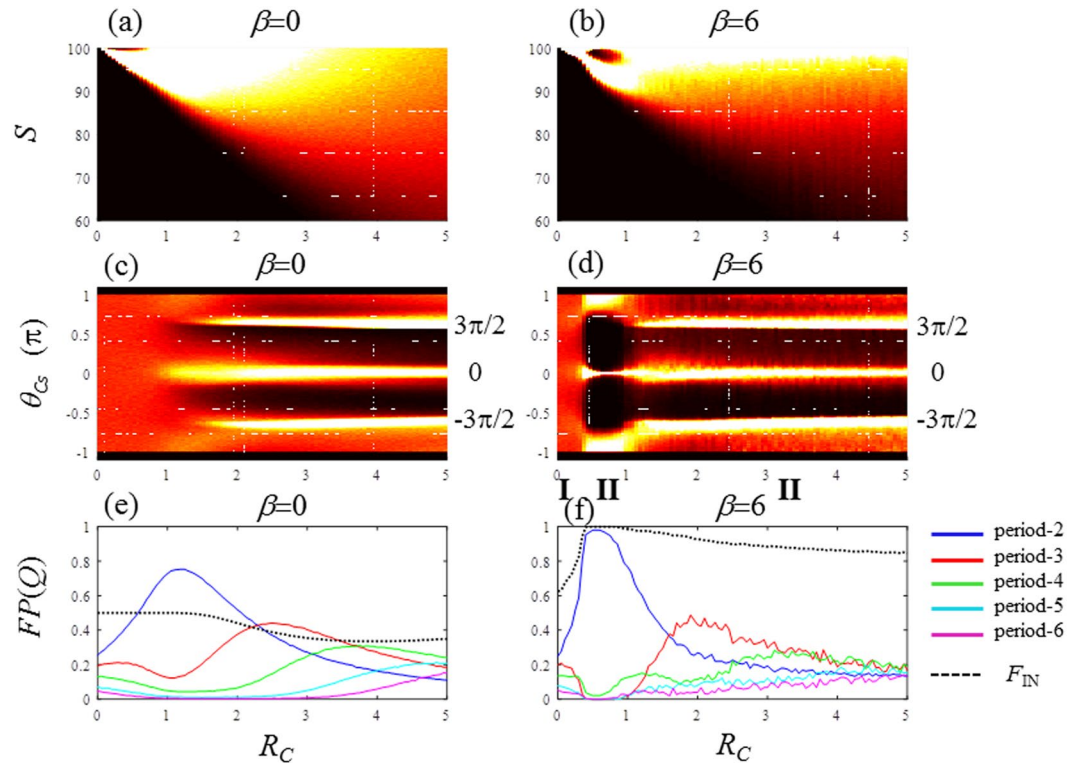 (a) β=0 (b) β=6
S
100
90
80
70
60
0 1 2 3 4 5
100
90
80
70
60
0 1 2 3 4 5
(c) β=0 (d) β=6
θCs (π)
1
0.5
0
-0.5
-1
0 1 2 3 4 5
3π/2
0
-3π/2
1
0.5
0
-0.5
-1
0 1 2 3 4 5
3π/2
0
-3π/2
I II II
(e) β=0 (f) β=6
FP(Q)
1
0.8
0.6
0.4
0.2
0
0 1 2 3 4 5
RC
1
0.8
0.6
0.4
0.2
0
0 1 2 3 4 5
RC
period-2
period-3
period-4
period-5
period-6
FIN